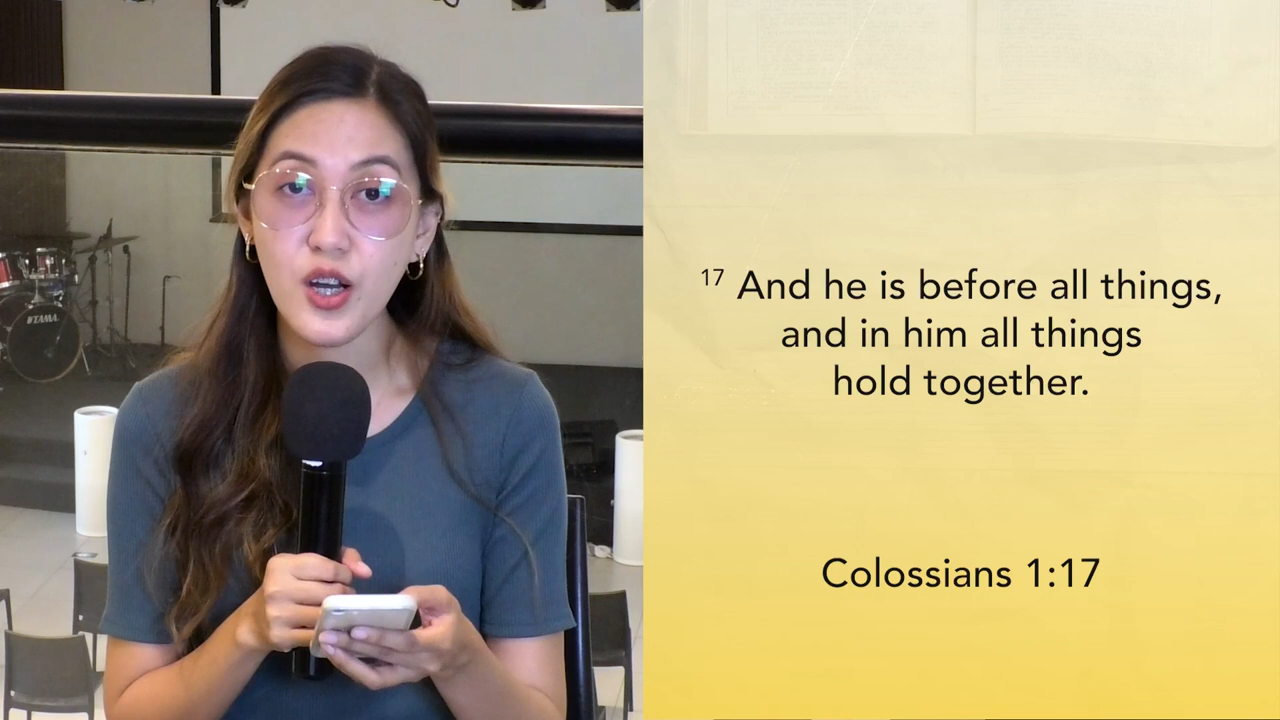 TAMA
¹⁷ And he is before all things,
and in him all things
hold together.
Colossians 1:17